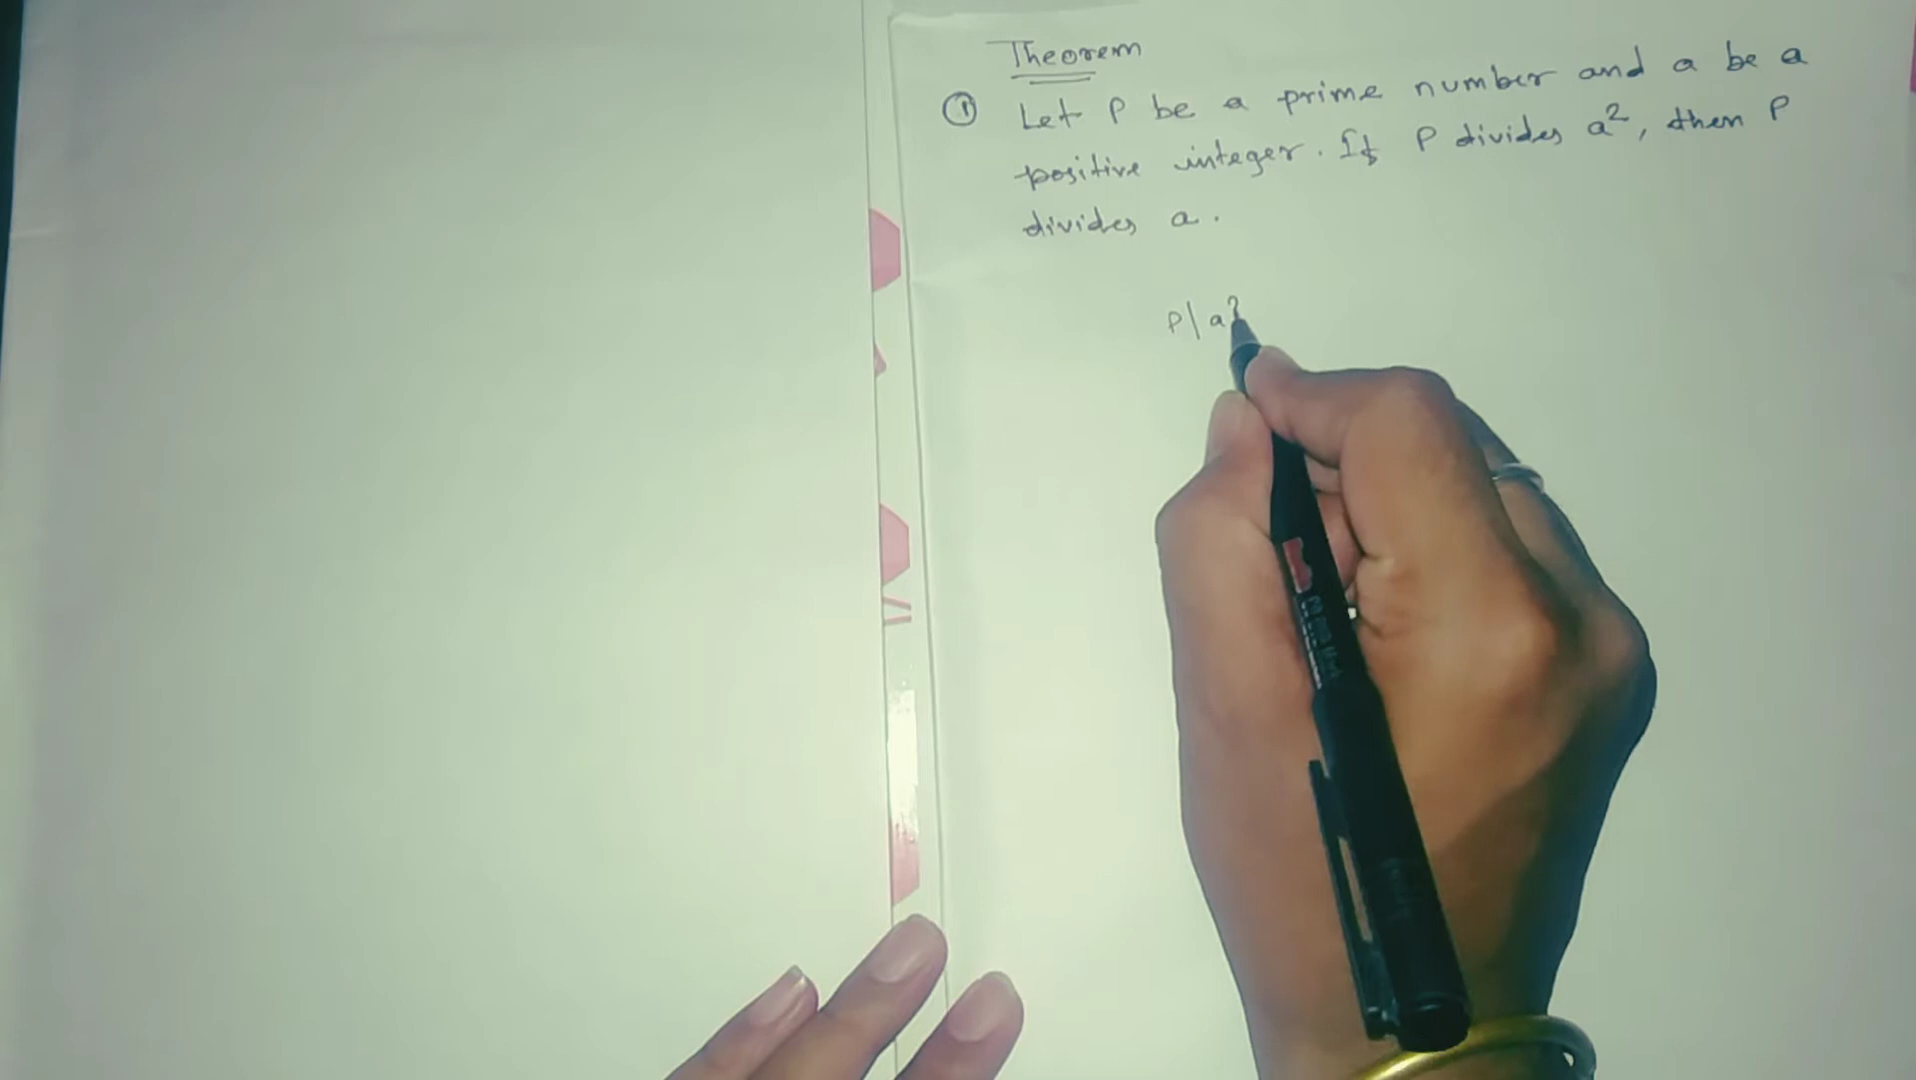 Theorem
① Let P be a prime number and a be a
positive integer. If P divides a², then P
divides a.
P|a²